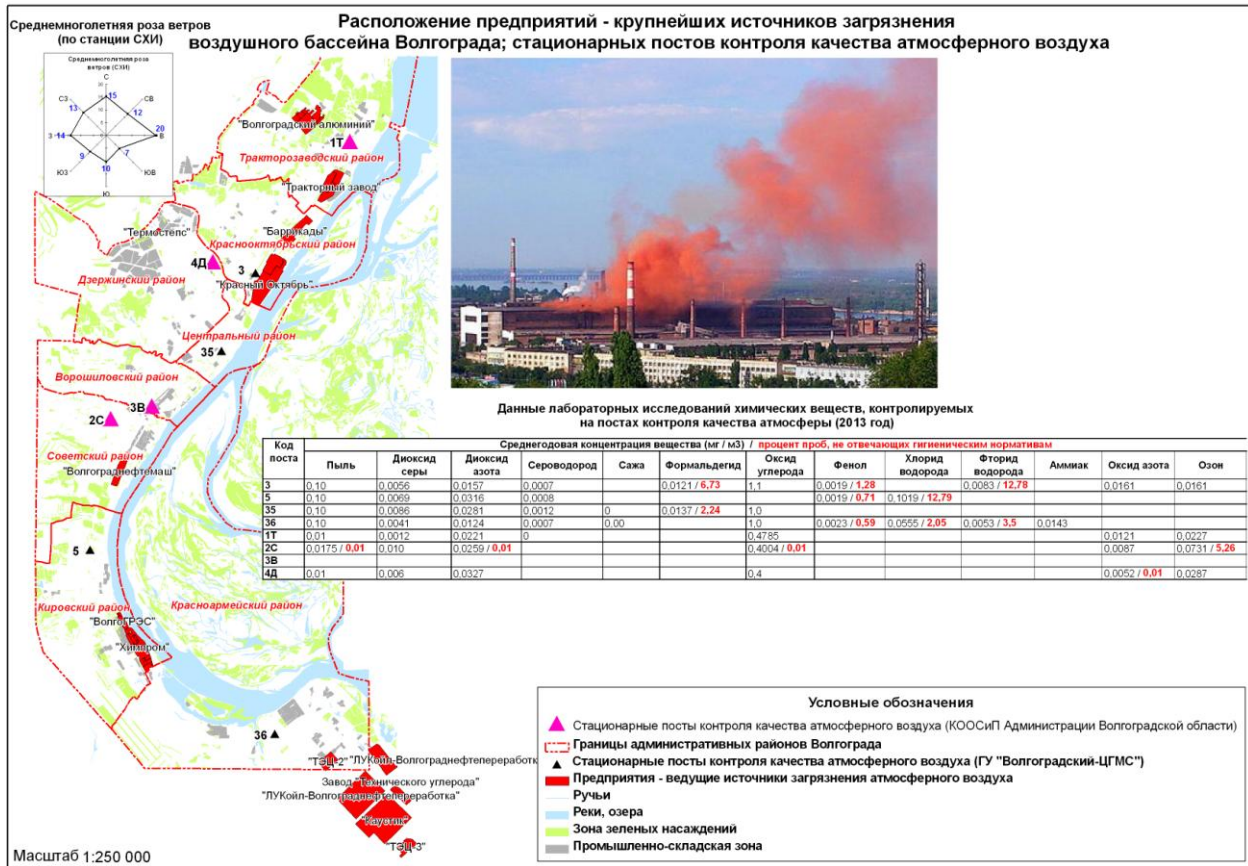 Среднемноголетняя роза ветров
(по станции СХИ)
Расположение предприятий - крупнейших источников загрязнения
воздушного бассейна Волгограда; стационарных постов контроля качества атмосферного воздуха
Среднемноголетняя роза
ветров (СХИ)
С
15
СЗ
13
СВ
12
З
14
20
В
9
ЮЗ
7
ЮВ
10
Ю
"Волгоградский алюминий"
1Т
Тракторозаводский район
"Тракторный завод"
"Баррикады"
"Термостепс"
Краснооктябрьский район
4Д
3
Дзержинский район
"Красный Октябрь"
Центральный район
35
Ворошиловский район
3В
2С
Советский район
"Волгограднефтемаш"
5
Кировский район
Красноармейский район
"ВолгоГРЭС"
"Химпром"
36
"ТЭЦ-2"
"ЛУКойл-Волгограднефтепереработк
Завод "Технического углерода"
"ЛУКойл-Волгограднефтепереработка"
"Каустик"
"ТЭЦ-3"
Масштаб 1:250 000
Данные лабораторных исследований химических веществ, контролируемых
на постах контроля качества атмосферы (2013 год)
Код поста Среднегодовая концентрация вещества (мг / м3) / процент проб, не отвечающих гигиеническим нормативам
Пыль Диоксид серы Диоксид азота Сероводород Сажа Формальдегид Оксид углерода Фенол Хлорид водорода Фторид водорода Аммиак Оксид азота Озон
3 0,10 0,0056 0,0157 0,0007 0,0121 / 6,73 1,1 0,0019 / 1,28 0,0083 / 12,78 0,0161 0,0161
5 0,10 0,0069 0,0316 0,0008 0,0019 / 0,71 0,1019 / 12,79
35 0,10 0,0086 0,0281 0,0012 0 0,0137 / 2,24 1,0
36 0,10 0,0041 0,0124 0,0007 0,00 1,0 0,0023 / 0,59 0,0555 / 2,05 0,0053 / 3,5 0,0143
1Т 0,01 0,0012 0,0221 0 0,4785 0,0121 0,0227
2С 0,0175 / 0,01 0,010 0,0259 / 0,01 0,4004 / 0,01 0,0087 0,0731 / 5,26
3В
4Д 0,01 0,006 0,0327 0,4 0,0052 / 0,01 0,0287
Условные обозначения
Стационарные посты контроля качества атмосферного воздуха (КООСиП Администрации Волгоградской области)
Границы административных районов Волгограда
Стационарные посты контроля качества атмосферного воздуха (ГУ "Волгоградский-ЦГМС")
Предприятия - ведущие источники загрязнения атмосферного воздуха
Ручьи
Реки, озера
Зона зеленых насаждений
Промышленно-складская зона